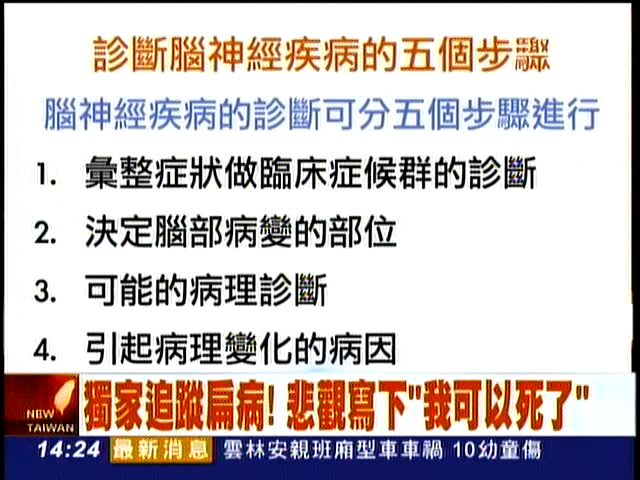 診斷腦神經疾病的五個步驟
腦神經疾病的診斷可分五個步驟進行
1. 彙整症狀做臨床症候群的診斷
2. 決定腦部病變的部位
3. 可能的病理診斷
4. 引起病理變化的病因
NEW TAIWAN
獨家追蹤扁病! 悲觀寫下"我可以死了"
14:24 最新消息 雲林安親班廂型車車禍 10幼童傷